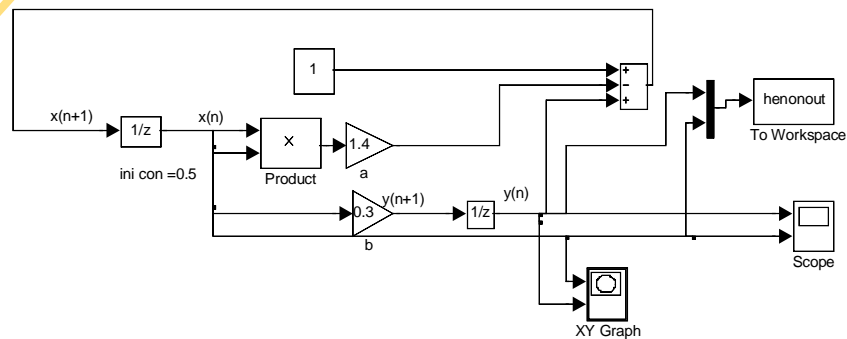 1
+
−
+
henonout
To Workspace
x(n+1)
1/z
x(n)
ini con =0.5
X
Product
1.4
a
0.3
b
y(n+1)
1/z
y(n)
Scope
XY Graph